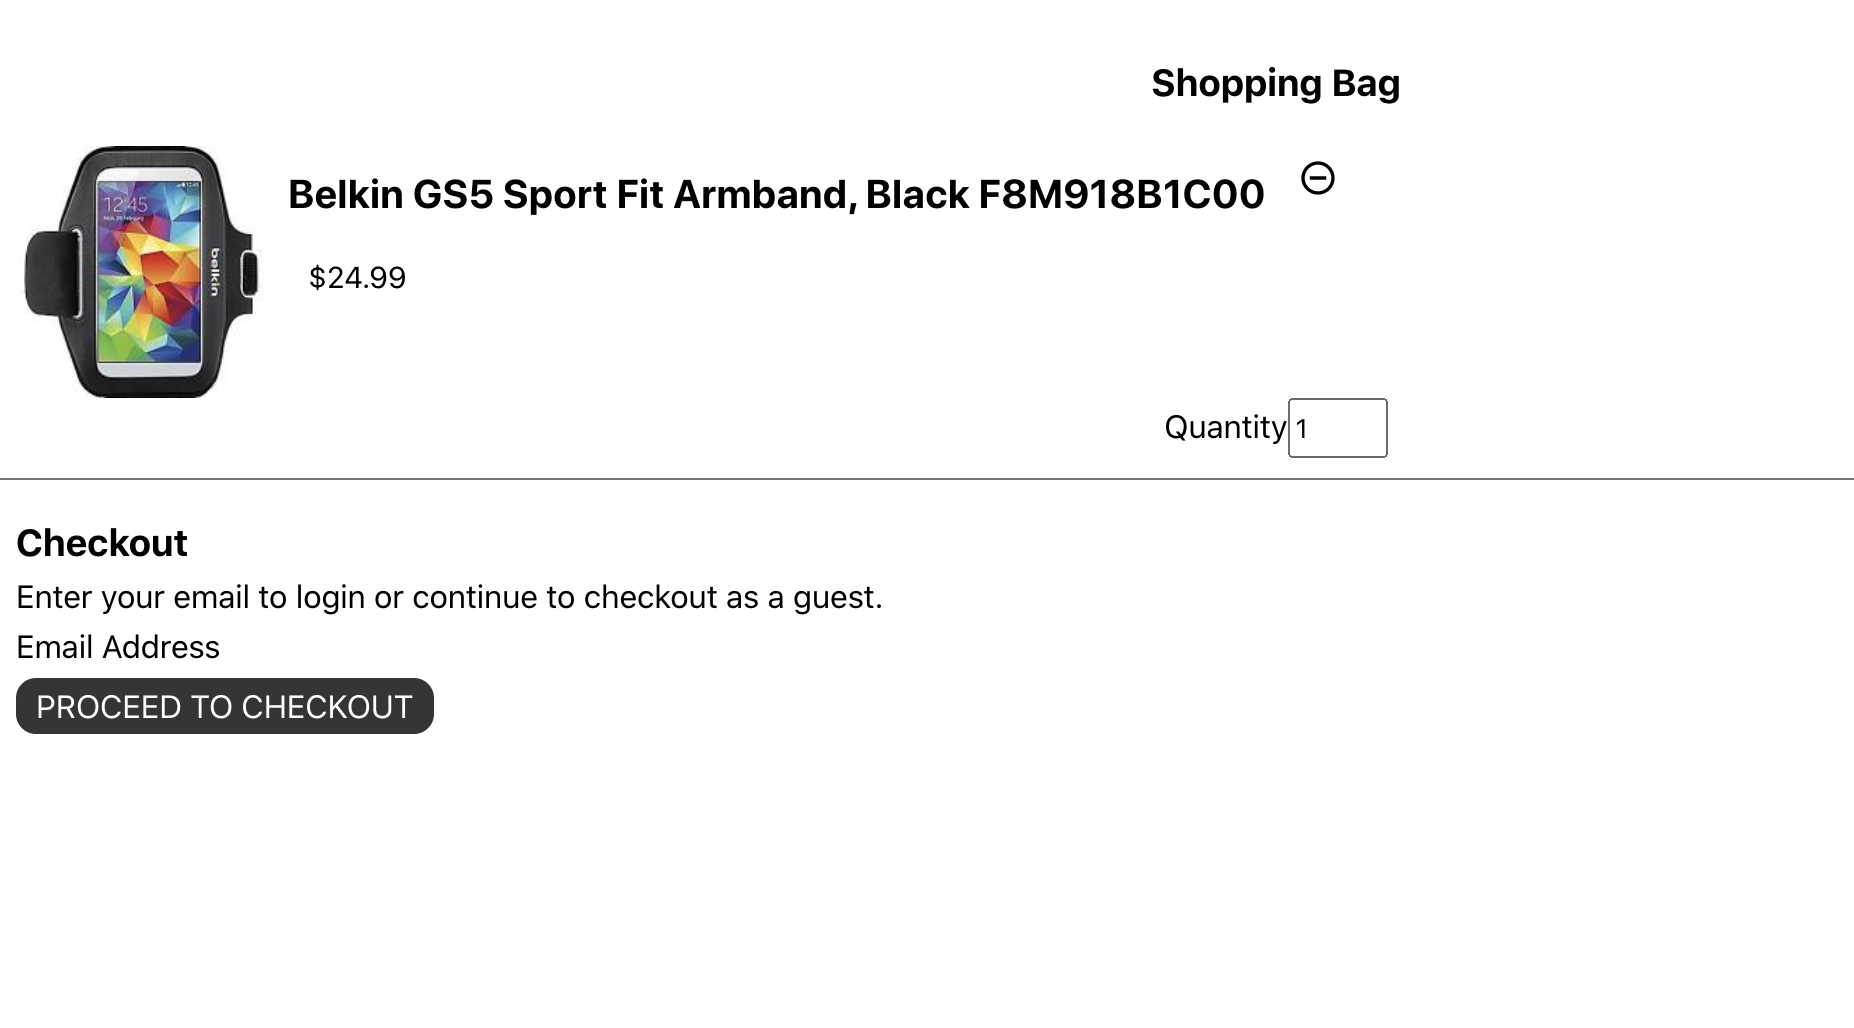 Shopping Bag
Belkin GS5 Sport Fit Armband, Black F8M918B1C00
12:45
belkin
$24.99
Quantity 1
Checkout
Enter your email to login or continue to checkout as a guest.
Email Address
PROCEED TO CHECKOUT